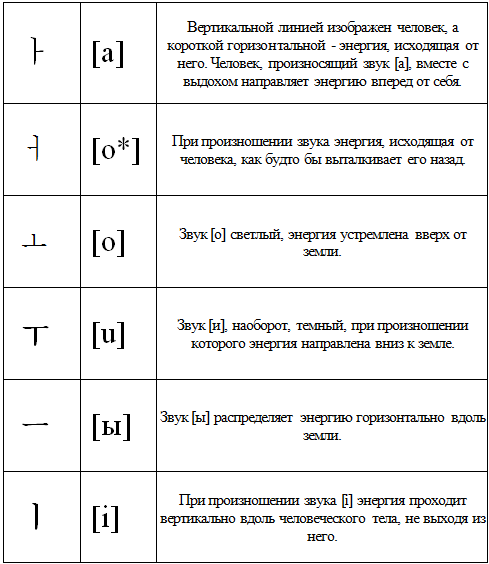 ㅏ
[a]
Вертикальной линией изображен человек, а
короткой горизонтальной - энергия, исходящая от
него. Человек, произносящий звук [а], вместе с
выдохом направляет энергию вперед от себя.
ㅓ
[o*]
При произношении звука энергия, исходящая от
человека, как будто бы выталкивает его назад.
ㅗ
[o]
Звук [о] светлый, энергия устремлена вверх от
земли.
ㅜ
[u]
Звук [и], наоборот, темный, при произношении
которого энергия направлена вниз к земле.
ㅡ
[ы]
Звук [ы] распределяет энергию горизонтально вдоль
земли.
ㅣ
[i]
При произношении звука [i] энергия проходит
вертикально вдоль человеческого тела, не выходя из
него.